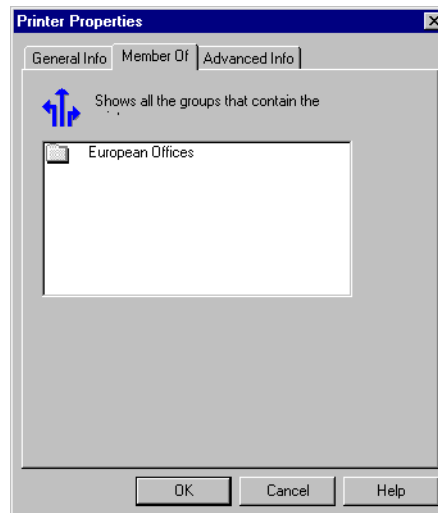 Printer Properties
General Info Member Of Advanced Info
Shows all the groups that contain the
European Offices
OK Cancel Help